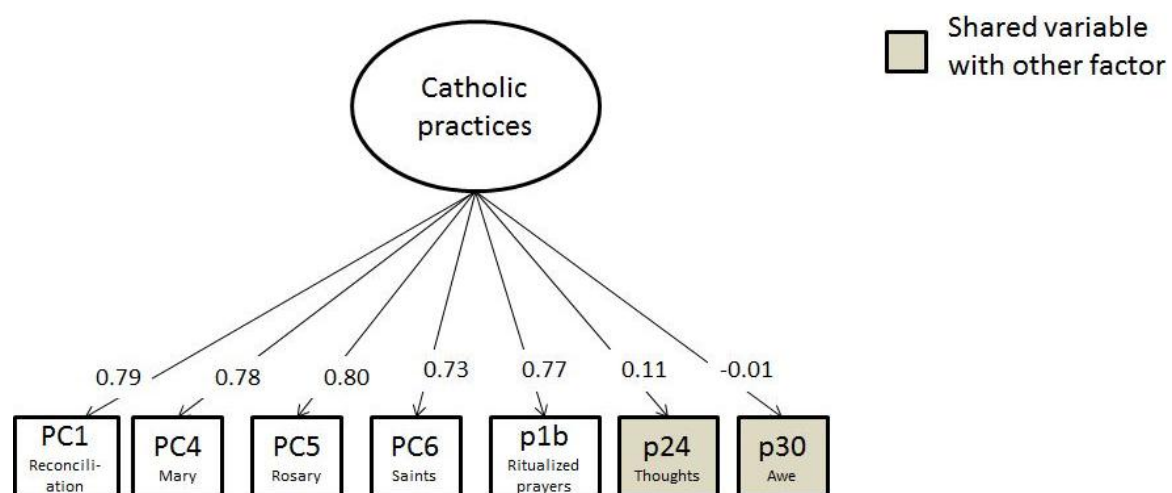 Shared variable
with other factor
Catholic
practices
0.79
0.78
0.80
0.73
0.77
0.11
-0.01
PC1
Reconcili-
ation
PC4
Mary
PC5
Rosary
PC6
Saints
p1b
Ritualized
prayers
p24
Thoughts
p30
Awe